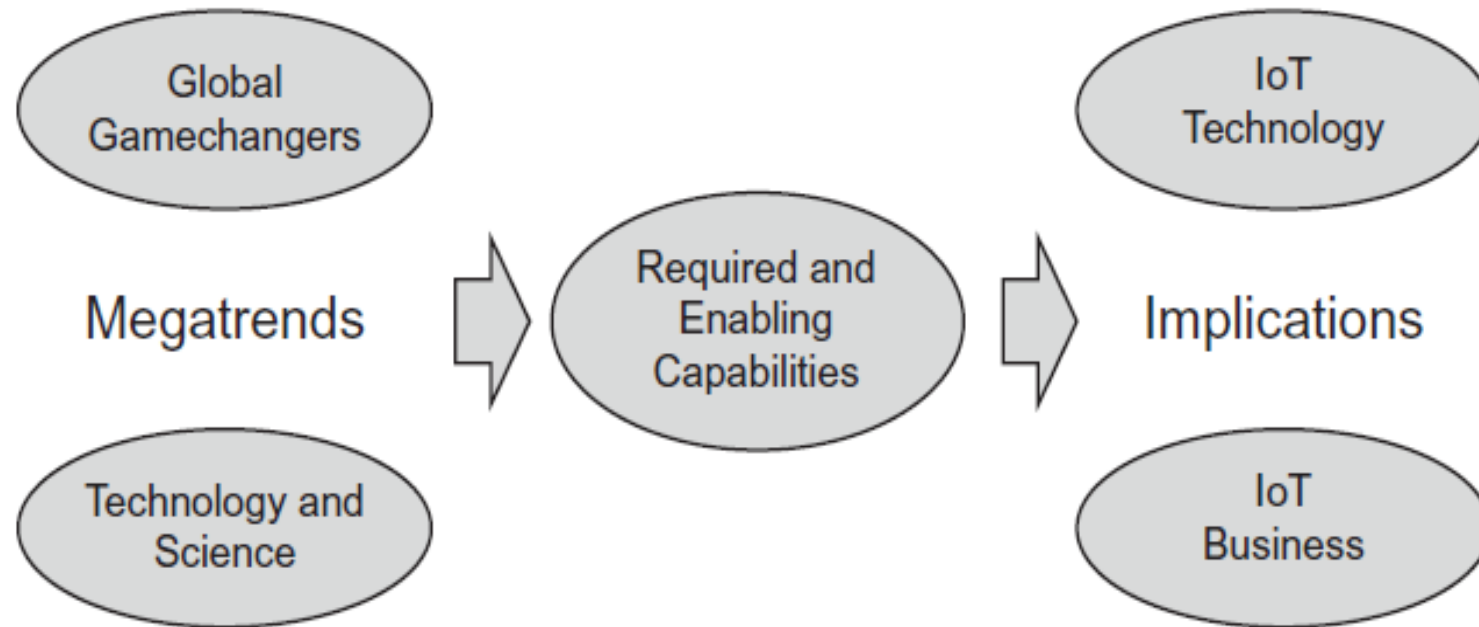 Global
Gamechangers
Megatrends
Technology and
Science
Required and
Enabling
Capabilities
IoT
Technology
Implications
IoT
Business